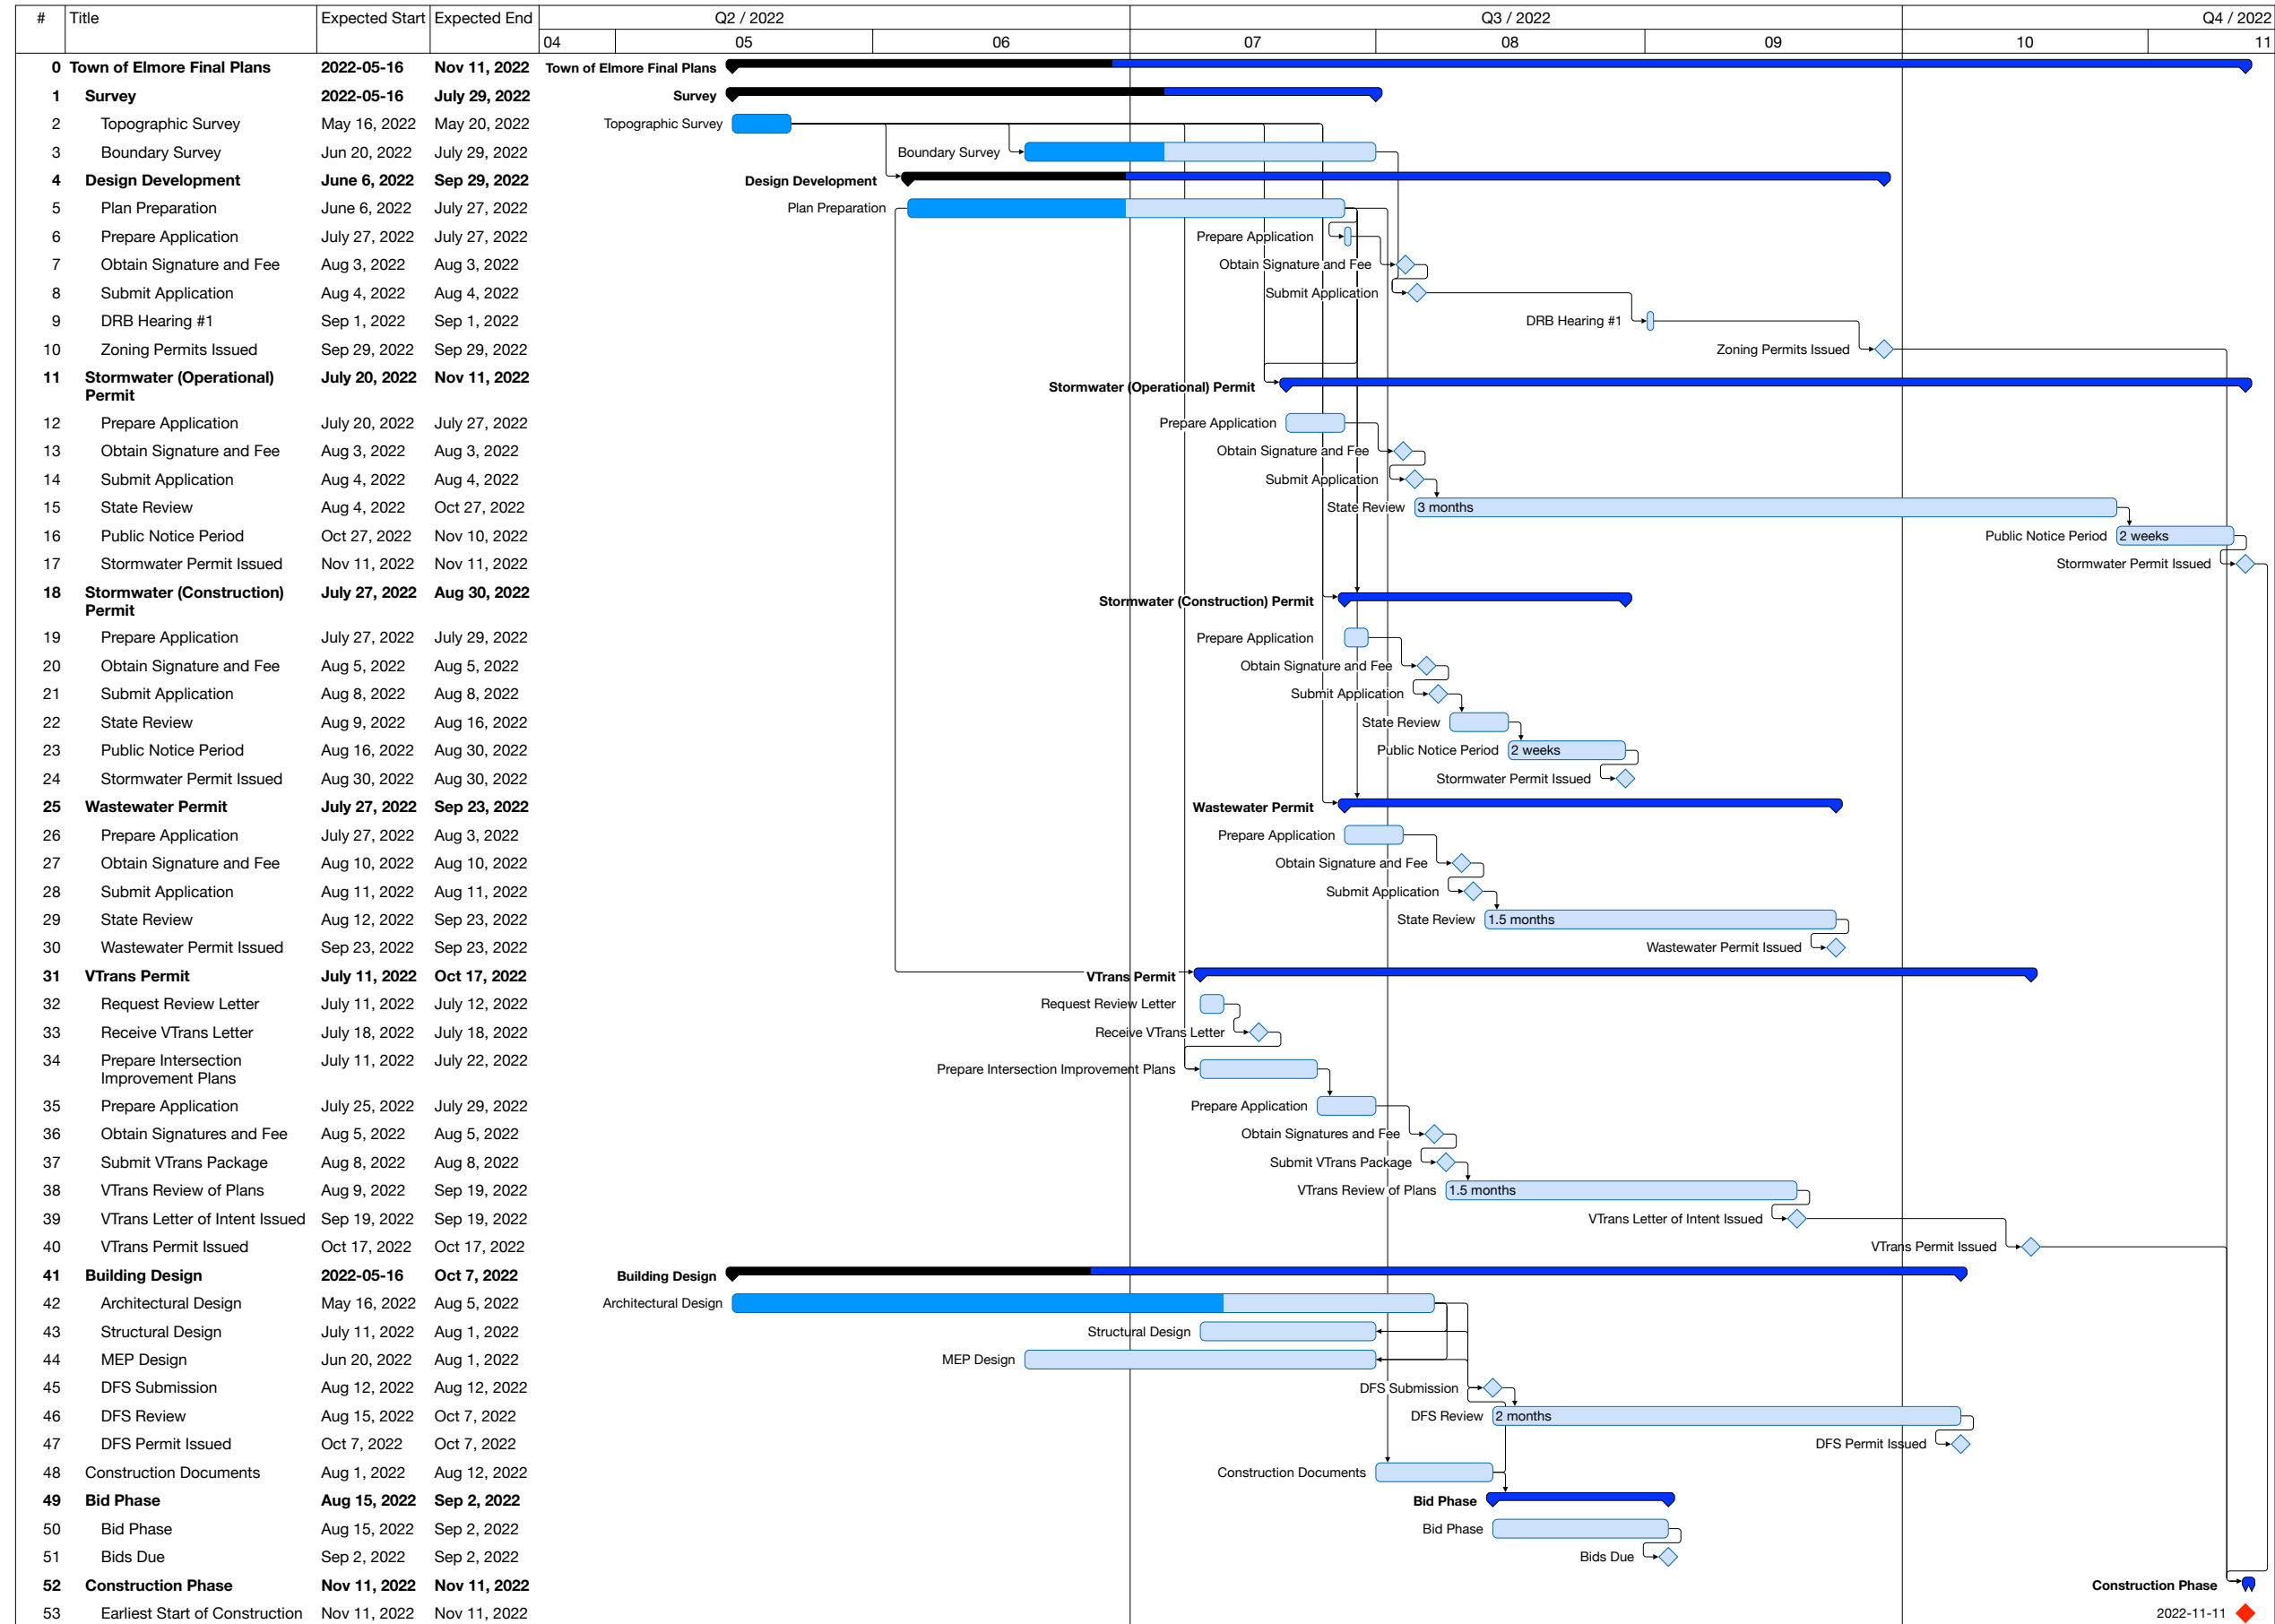 # Title Expected Start Expected End Q2 / 2022 Q3 / 2022 Q4 / 2022
04 05 06 07 08 09 10 11
0 Town of Elmore Final Plans 2022-05-16 Nov 11, 2022 Town of Elmore Final Plans
1 Survey 2022-05-16 July 29, 2022 Survey
2 Topographic Survey May 16, 2022 May 20, 2022 Topographic Survey
3 Boundary Survey Jun 20, 2022 July 29, 2022 Boundary Survey
4 Design Development June 6, 2022 Sep 29, 2022 Design Development
5 Plan Preparation June 6, 2022 July 27, 2022 Plan Preparation
6 Prepare Application July 27, 2022 July 27, 2022 Prepare Application
7 Obtain Signature and Fee Aug 3, 2022 Aug 3, 2022 Obtain Signature and Fee
8 Submit Application Aug 4, 2022 Aug 4, 2022 Submit Application
9 DRB Hearing #1 Sep 1, 2022 Sep 1, 2022 DRB Hearing #1
10 Zoning Permits Issued Sep 29, 2022 Sep 29, 2022 Zoning Permits Issued
11 Stormwater (Operational) July 20, 2022 Nov 11, 2022 Stormwater (Operational) Permit
Permit
12 Prepare Application July 20, 2022 July 27, 2022 Prepare Application
13 Obtain Signature and Fee Aug 3, 2022 Aug 3, 2022 Obtain Signature and Fee
14 Submit Application Aug 4, 2022 Aug 4, 2022 Submit Application
15 State Review Aug 4, 2022 Oct 27, 2022 State Review 3 months
16 Public Notice Period Oct 27, 2022 Nov 10, 2022 Public Notice Period 2 weeks
17 Stormwater Permit Issued Nov 11, 2022 Nov 11, 2022 Stormwater Permit Issued
18 Stormwater (Construction) July 27, 2022 Aug 30, 2022 Stormwater (Construction) Permit
Permit
19 Prepare Application July 27, 2022 July 29, 2022 Prepare Application
20 Obtain Signature and Fee Aug 5, 2022 Aug 5, 2022 Obtain Signature and Fee
21 Submit Application Aug 8, 2022 Aug 8, 2022 Submit Application
22 State Review Aug 9, 2022 Aug 16, 2022 State Review
23 Public Notice Period Aug 16, 2022 Aug 30, 2022 Public Notice Period 2 weeks
24 Stormwater Permit Issued Aug 30, 2022 Aug 30, 2022 Stormwater Permit Issued
25 Wastewater Permit July 27, 2022 Sep 23, 2022 Wastewater Permit
26 Prepare Application July 27, 2022 Aug 3, 2022 Prepare Application
27 Obtain Signature and Fee Aug 10, 2022 Aug 10, 2022 Obtain Signature and Fee
28 Submit Application Aug 11, 2022 Aug 11, 2022 Submit Application
29 State Review Aug 12, 2022 Sep 23, 2022 State Review 1.5 months
30 Wastewater Permit Issued Sep 23, 2022 Sep 23, 2022 Wastewater Permit Issued
31 VTrans Permit July 11, 2022 Oct 17, 2022 VTrans Permit
32 Request Review Letter July 11, 2022 July 12, 2022 Request Review Letter
33 Receive VTrans Letter July 18, 2022 July 18, 2022 Receive VTrans Letter
34 Prepare Intersection July 11, 2022 July 22, 2022 Prepare Intersection Improvement Plans
Improvement Plans
35 Prepare Application July 25, 2022 July 29, 2022 Prepare Application
36 Obtain Signatures and Fee Aug 5, 2022 Aug 5, 2022 Obtain Signatures and Fee
37 Submit VTrans Package Aug 8, 2022 Aug 8, 2022 Submit VTrans Package
38 VTrans Review of Plans Aug 9, 2022 Sep 19, 2022 VTrans Review of Plans 1.5 months
39 VTrans Letter of Intent Issued Sep 19, 2022 Sep 19, 2022 VTrans Letter of Intent Issued
40 VTrans Permit Issued Oct 17, 2022 Oct 17, 2022 VTrans Permit Issued
41 Building Design 2022-05-16 Oct 7, 2022 Building Design
42 Architectural Design May 16, 2022 Aug 5, 2022 Architectural Design
43 Structural Design July 11, 2022 Aug 1, 2022 Structural Design
44 MEP Design Jun 20, 2022 Aug 1, 2022 MEP Design
45 DFS Submission Aug 12, 2022 Aug 12, 2022 DFS Submission
46 DFS Review Aug 15, 2022 Oct 7, 2022 DFS Review 2 months
47 DFS Permit Issued Oct 7, 2022 Oct 7, 2022 DFS Permit Issued
48 Construction Documents Aug 1, 2022 Aug 12, 2022 Construction Documents
49 Bid Phase Aug 15, 2022 Sep 2, 2022 Bid Phase
50 Bid Phase Aug 15, 2022 Sep 2, 2022 Bid Phase
51 Bids Due Sep 2, 2022 Sep 2, 2022 Bids Due
52 Construction Phase Nov 11, 2022 Nov 11, 2022 Construction Phase
53 Earliest Start of Construction Nov 11, 2022 Nov 11, 2022 2022-11-11